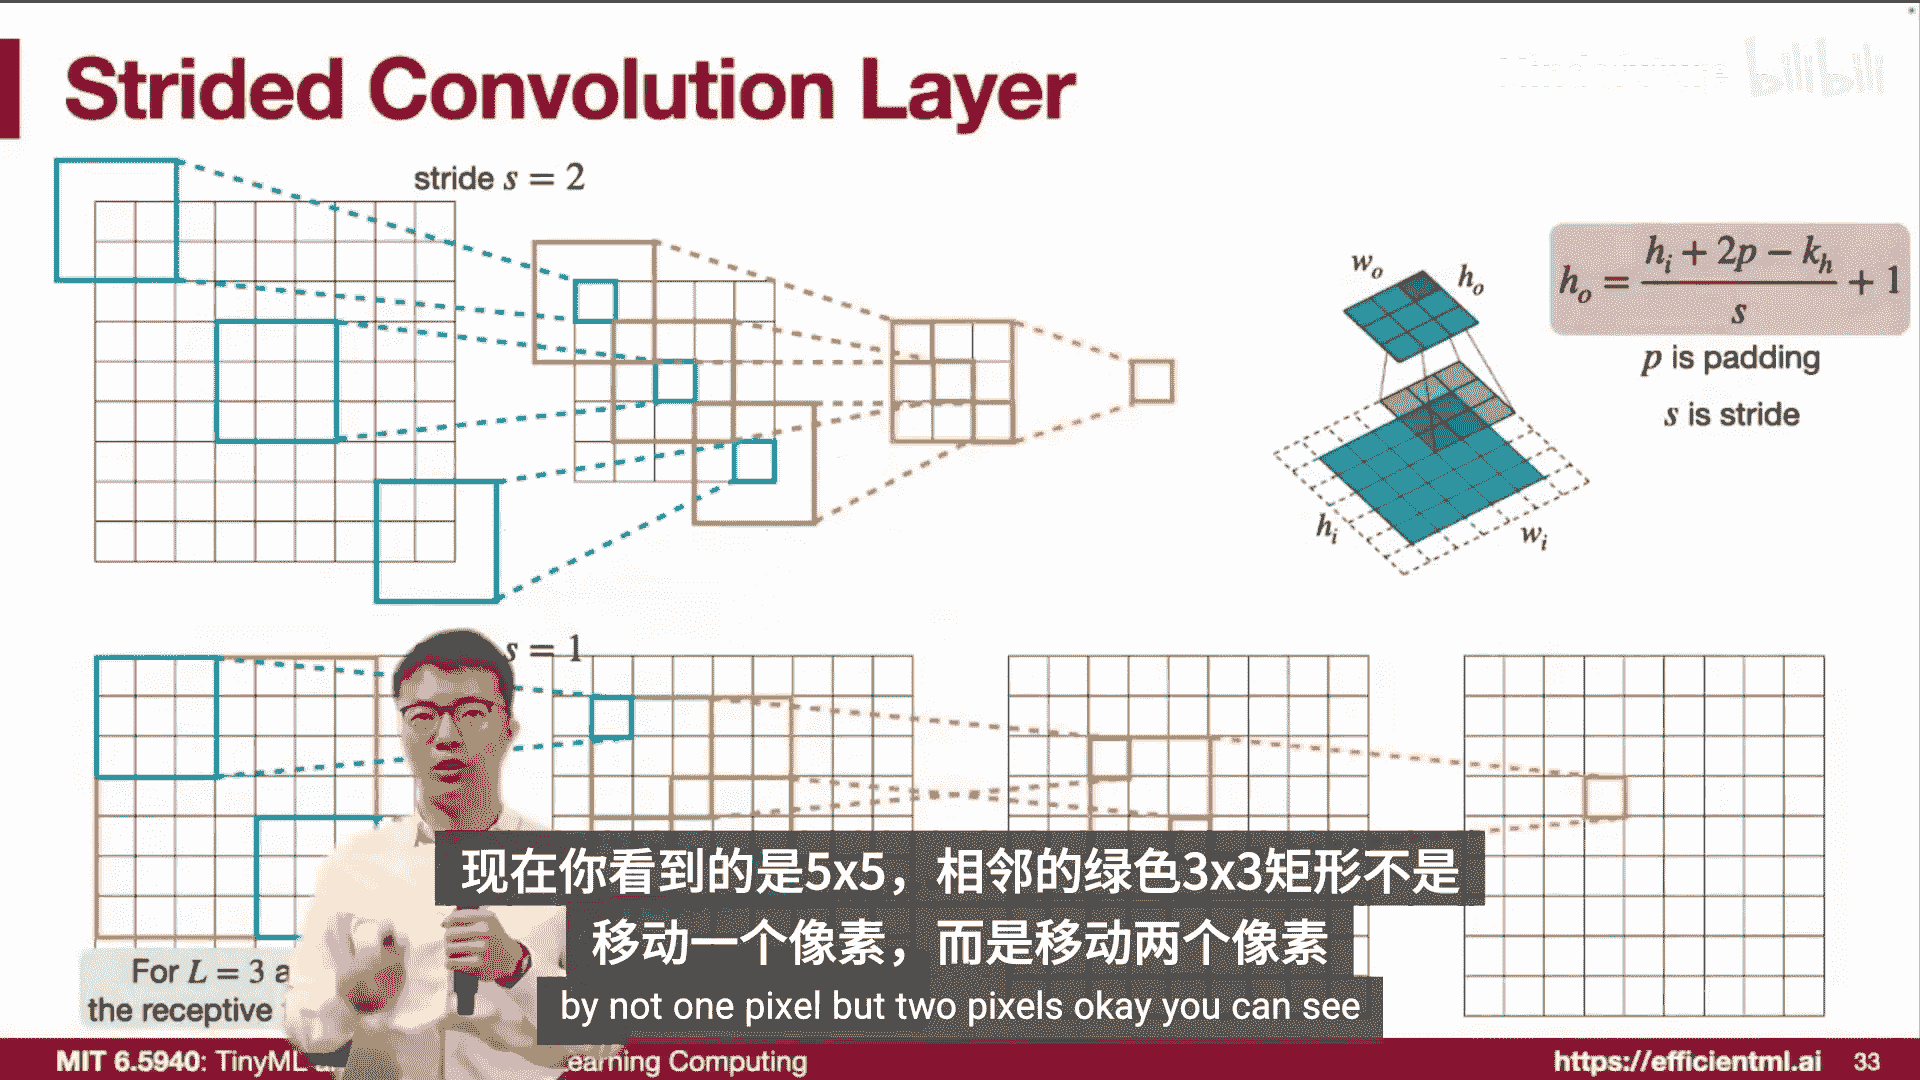 bilibili
Strided Convolution Layer
stride s = 2
w_o
h_o
h_o = \frac{h_i + 2p - k_h}{s} + 1
p is padding
s is stride
h_i
w_i
s = 1
现在你看到的是5x5，相邻的绿色3x3矩形不是
移动一个像素，而是移动两个像素
For L = 3 a
the receptive
by not one pixel but two pixels okay you can see
MIT 6.5940: TinyML earning Computing
https://efficientml.ai 33